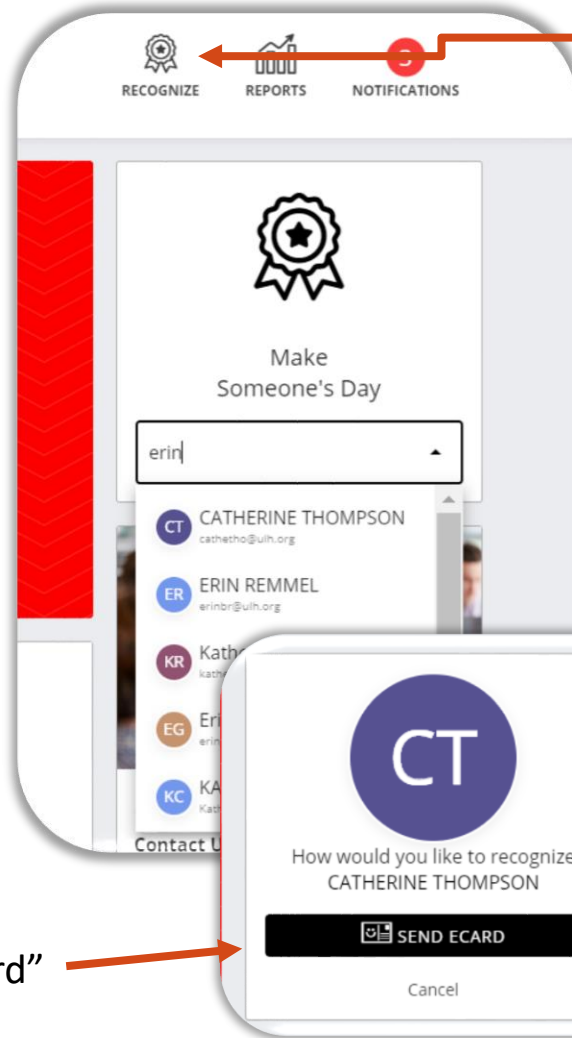 RECOGNIZE REPORTS NOTIFICATIONS
Make
Someone's Day
erin
CT CATHERINE THOMPSON
cathetho@ulh.org
ER ERIN REMMEL
erinbr@ulh.org
KR
EG
KC
Contact
CT
How would you like to recognize
CATHERINE THOMPSON
SEND ECARD
Cancel
rd”